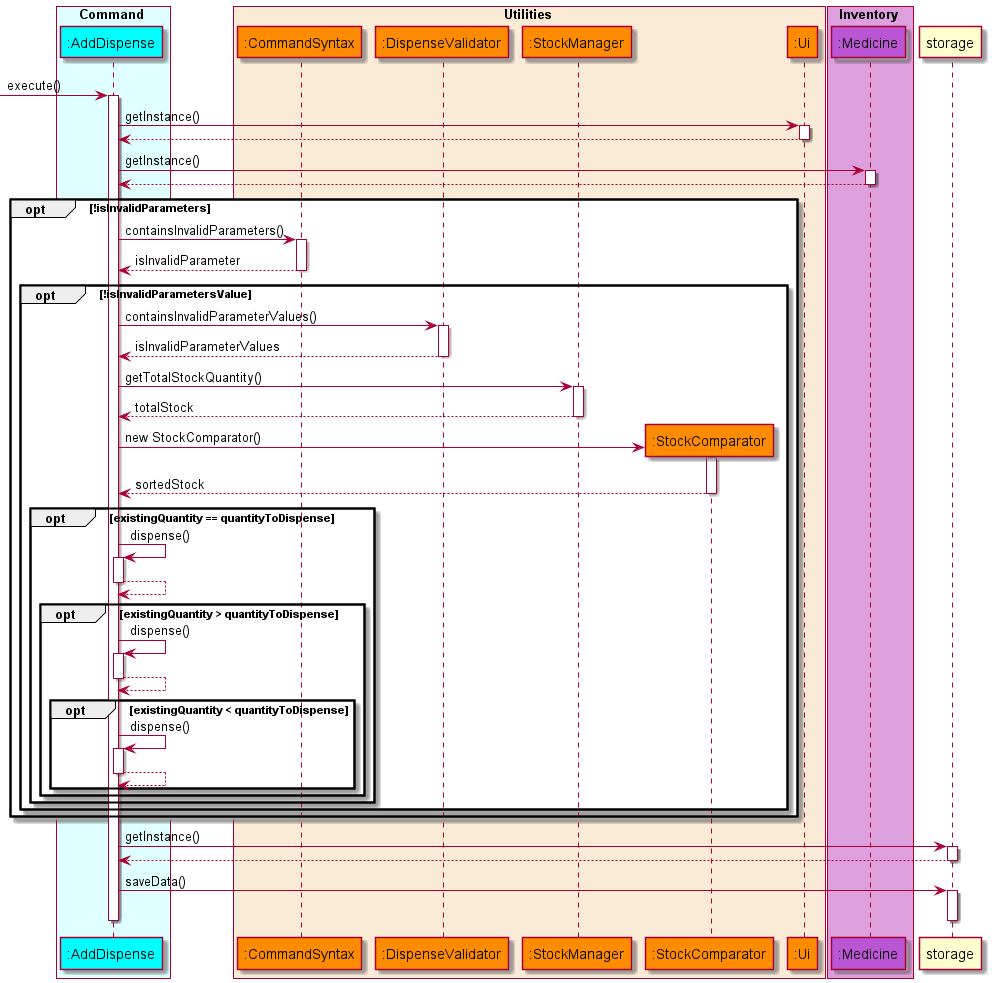 Command
Utilities
Inventory
:AddDispense
:CommandSyntax
:DispenseValidator
:StockManager
:Ui
:Medicine
storage
execute()
getInstance()
getInstance()
opt
[!isInvalidParameters]
containsInvalidParameters()
isInvalidParameter
opt
[!isInvalidParametersValue]
containsInvalidParameterValues()
isInvalidParameterValues
getTotalStockQuantity()
totalStock
new StockComparator()
:StockComparator
sortedStock
opt
[existingQuantity == quantityToDispense]
dispense()
opt
[existingQuantity > quantityToDispense]
dispense()
opt
[existingQuantity < quantityToDispense]
dispense()
getInstance()
saveData()
:AddDispense
:CommandSyntax
:DispenseValidator
:StockManager
:StockComparator
:Ui
:Medicine
storage